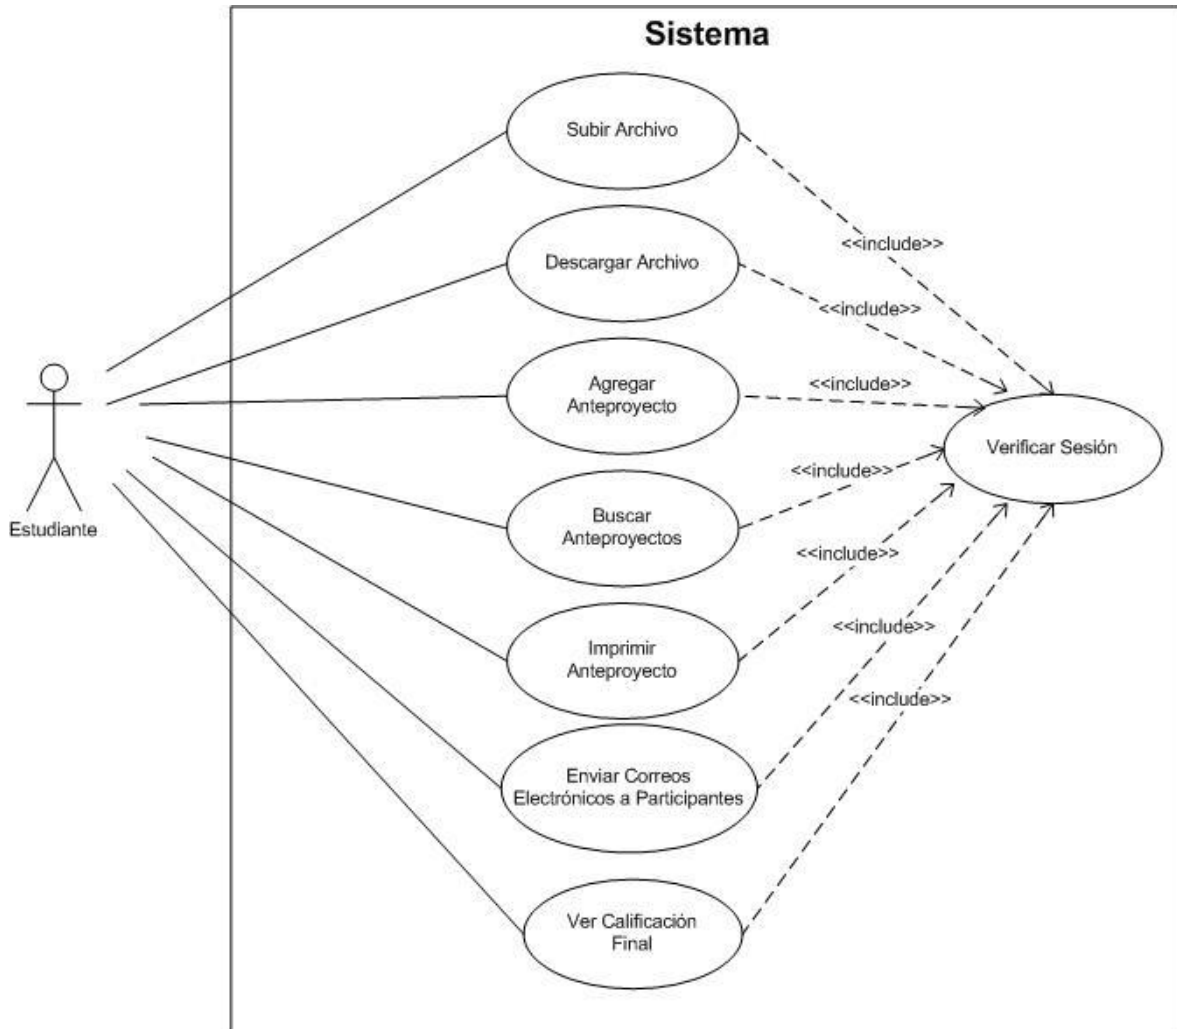 Sistema
Subir Archivo
<<include>>
Descargar Archivo
<<include>>
Agregar
Anteproyecto
<<include>>
Verificar Sesión
Buscar
Anteproyectos
<<include>>
Estudiante
Imprimir
Anteproyecto
<<include>>
Enviar Correos
Electrónicos a Participantes
<<include>>
Ver Calificación
Final
<<include>>